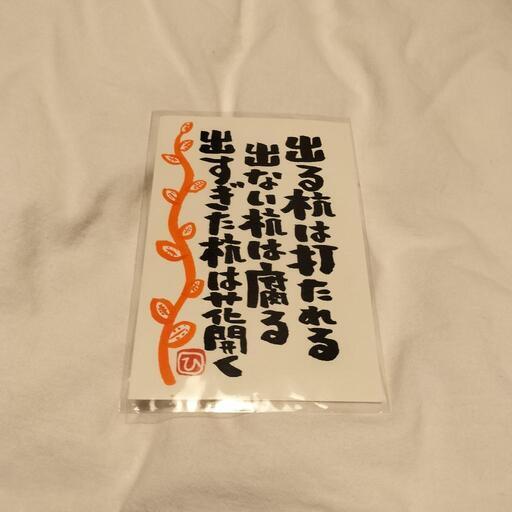 出る杭は打たれる
出ない杭は腐る
出すぎた杭は花開く
ひ